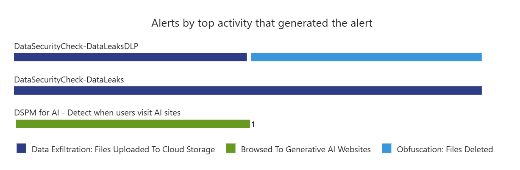 Alerts by top activity that generated the alert
DataSecurityCheck-DataLeaksDLP
DataSecurityCheck-DataLeaks
DSPM for AI - Detect when users visit AI sites
1
Data Exfiltration: Files Uploaded To Cloud Storage Browsed To Generative AI Websites Obfuscation: Files Deleted